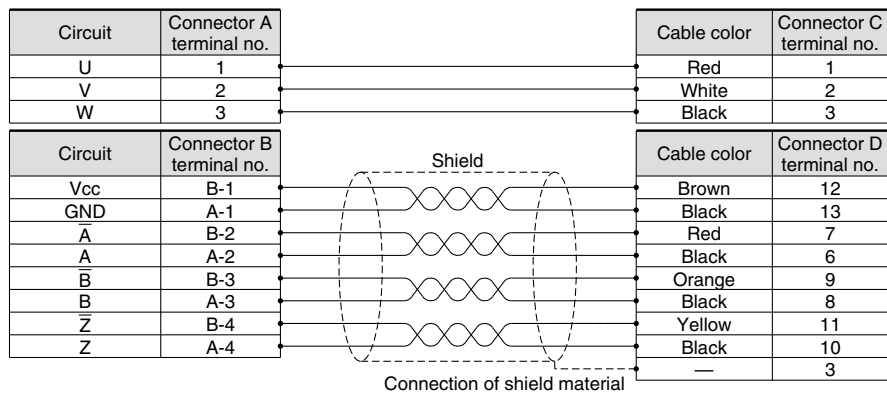 Circuit Connector A terminal no. Cable color Connector C terminal no.
U 1 Red 1
V 2 White 2
W 3 Black 3
Circuit Connector B terminal no. Shield Cable color Connector D terminal no.
Vcc B-1 Brown 12
GND A-1 Black 13
A̅ B-2 Red 7
A A-2 Black 6
B̅ B-3 Orange 9
B A-3 Black 8
Z̅ B-4 Yellow 11
Z A-4 Black 10
— 3
Connection of shield material